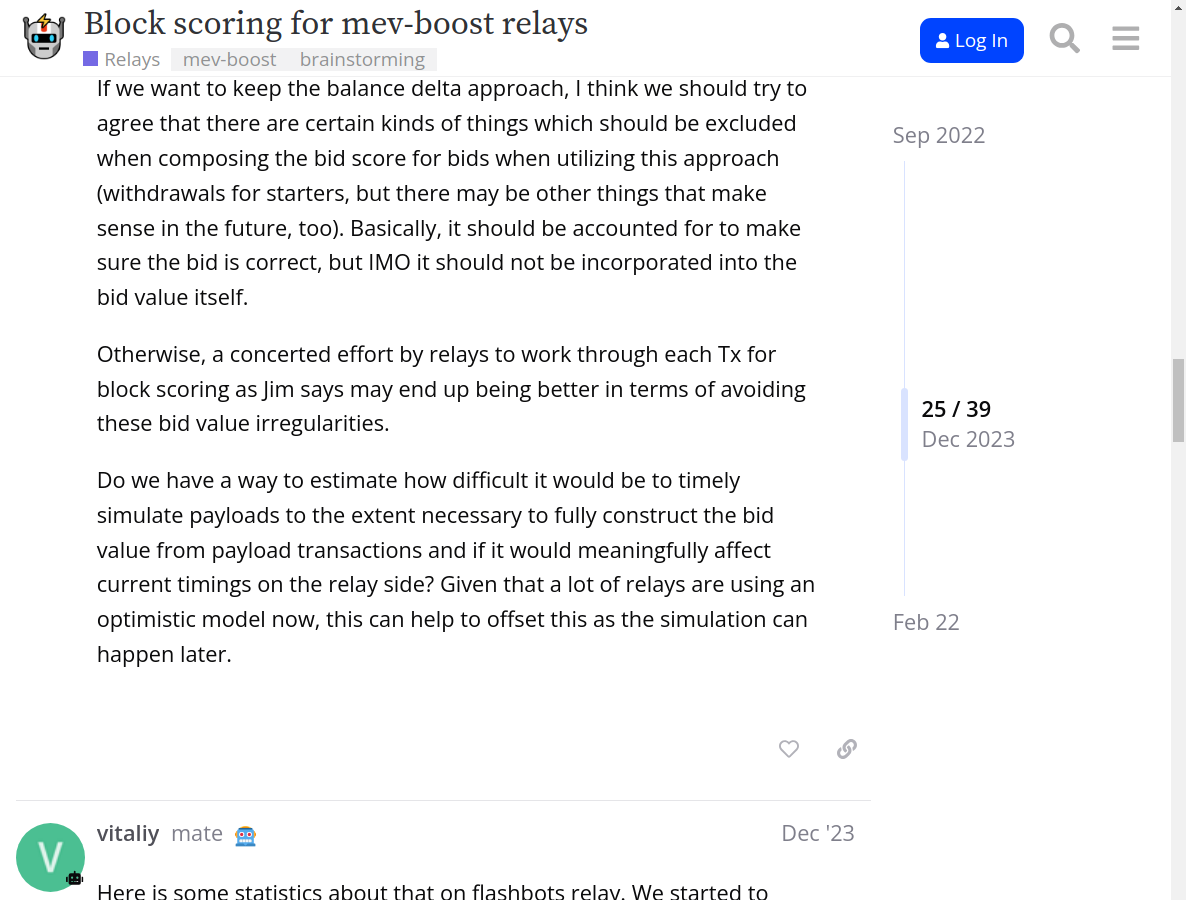 Block scoring for mev-boost relays
Relays mev-boost brainstorming
Log In
If we want to keep the balance delta approach, I think we should try to
agree that there are certain kinds of things which should be excluded
when composing the bid score for bids when utilizing this approach
(withdrawals for starters, but there may be other things that make
sense in the future, too). Basically, it should be accounted for to make
sure the bid is correct, but IMO it should not be incorporated into the
bid value itself.
Otherwise, a concerted effort by relays to work through each Tx for
block scoring as Jim says may end up being better in terms of avoiding
these bid value irregularities.
Do we have a way to estimate how difficult it would be to timely
simulate payloads to the extent necessary to fully construct the bid
value from payload transactions and if it would meaningfully affect
current timings on the relay side? Given that a lot of relays are using an
optimistic model now, this can help to offset this as the simulation can
happen later.
Sep 2022
25 / 39
Dec 2023
Feb 22
V
vitaliy mate
Dec '23
Here is some statistics about that on flashbots relay. We started to